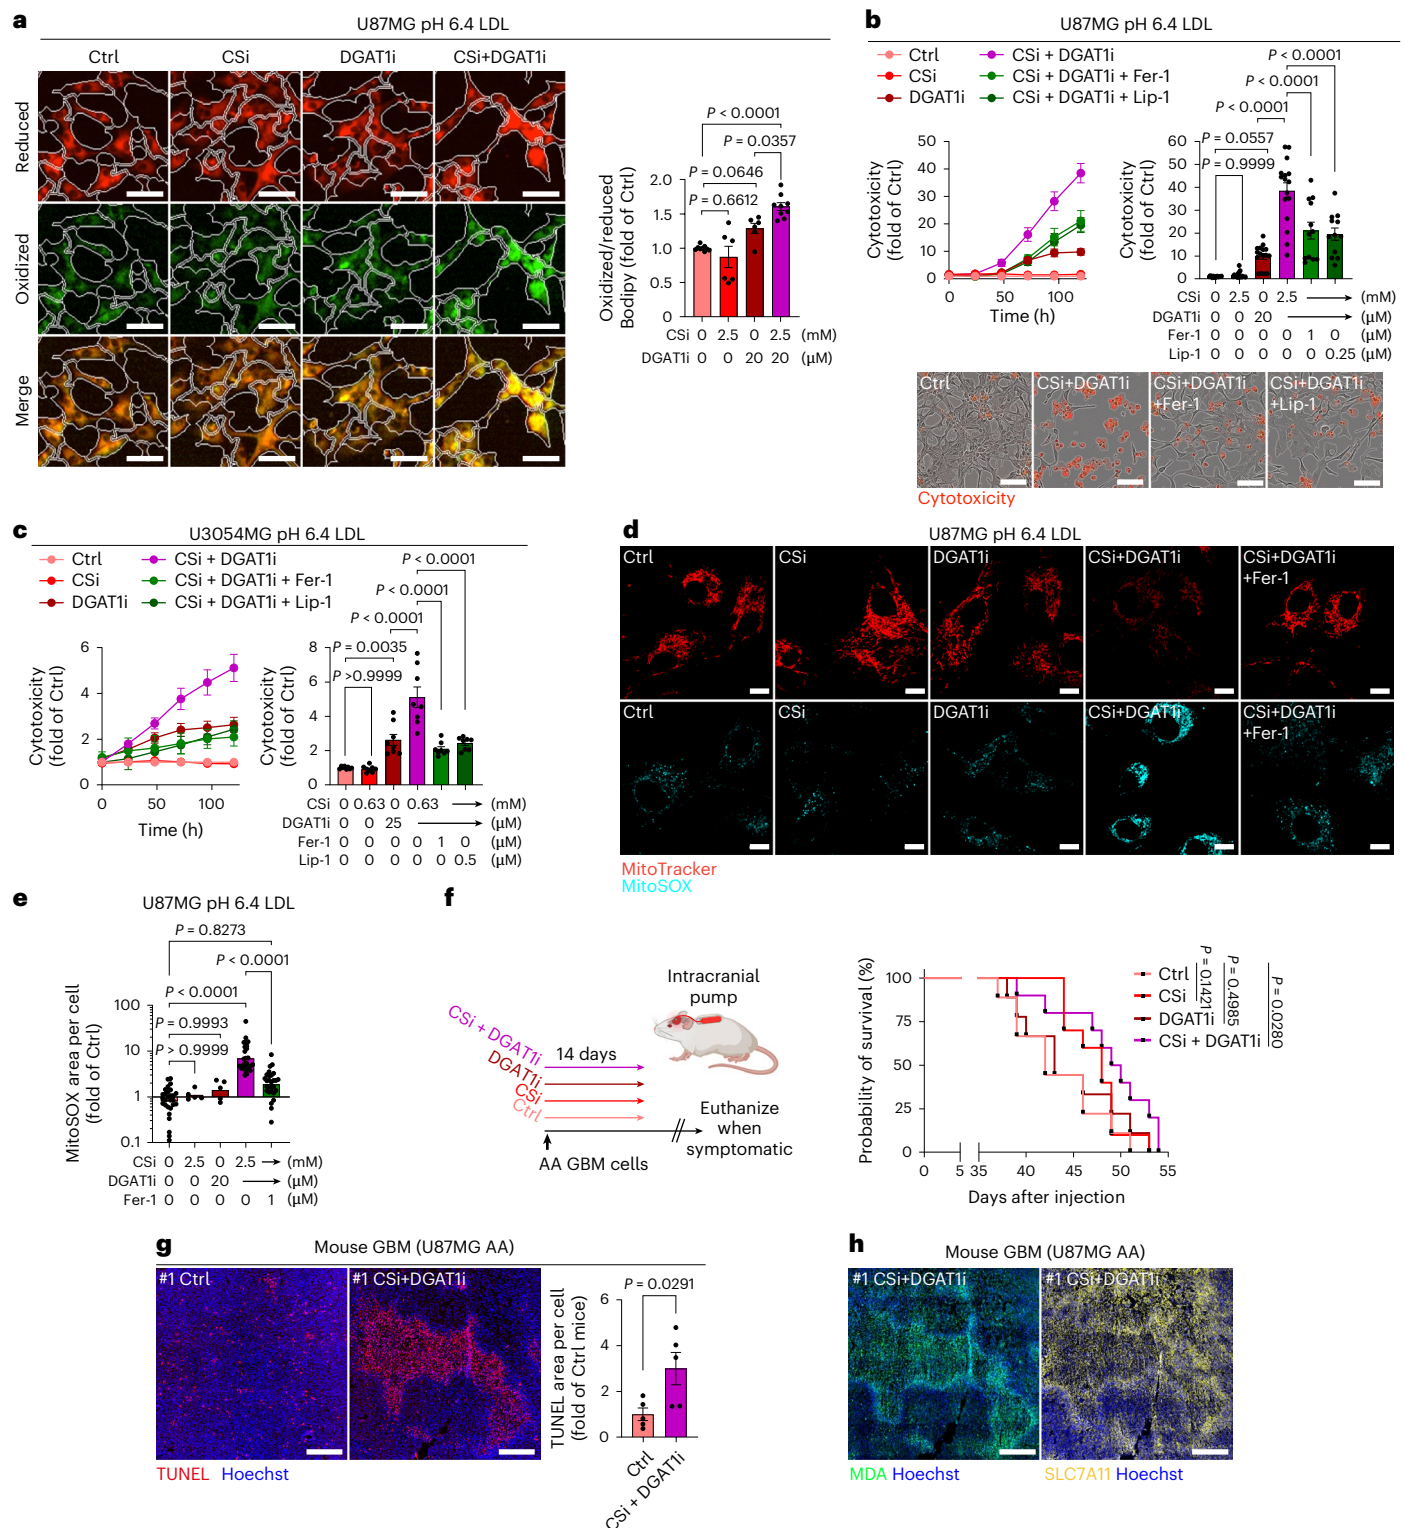 a
U87MG pH 6.4 LDL
Ctrl CSi DGAT1i CSi+DGAT1i
Reduced
Oxidized
Merge
Oxidized/reduced
Bodipy (fold of Ctrl)
P < 0.0001
P = 0.0357
P = 0.0646
P = 0.6612
2.0
1.5
1.0
0.5
0
CSi 0 2.5 0 2.5 (mM)
DGAT1i 0 0 20 20 (μM)
b
U87MG pH 6.4 LDL
Ctrl
CSi
DGAT1i
CSi + DGAT1i
CSi + DGAT1i + Fer-1
CSi + DGAT1i + Lip-1
Cytotoxicity
(fold of Ctrl)
50
40
30
20
10
0
0 50 100
Time (h)
P < 0.0001
P < 0.0001
P < 0.0001
P = 0.0557
P = 0.9999
Cytotoxicity
(fold of Ctrl)
60
50
40
30
20
10
0
CSi 0 2.5 0 2.5 (mM)
DGAT1i 0 0 20 (μM)
Fer-1 0 0 0 0 1 (μM)
Lip-1 0 0 0 0 0 0.25 (μM)
Ctrl
CSi+DGAT1i
CSi+DGAT1i
+Fer-1
CSi+DGAT1i
+Lip-1
Cytotoxicity
c
U3054MG pH 6.4 LDL
Ctrl
CSi
DGAT1i
CSi + DGAT1i
CSi + DGAT1i + Fer-1
CSi + DGAT1i + Lip-1
Cytotoxicity
(fold of Ctrl)
6
4
2
0
0 50 100
Time (h)
P < 0.0001
P < 0.0001
P < 0.0001
P = 0.0035
P >0.9999
Cytotoxicity
(fold of Ctrl)
8
6
4
2
0
CSi 0 0.63 0 0.63 (mM)
DGAT1i 0 0 25 (μM)
Fer-1 0 0 0 0 1 (μM)
Lip-1 0 0 0 0 0 0.5 (μM)
d
U87MG pH 6.4 LDL
Ctrl
CSi
DGAT1i
CSi+DGAT1i
CSi+DGAT1i
+Fer-1
Ctrl
CSi
DGAT1i
CSi+DGAT1i
CSi+DGAT1i
+Fer-1
MitoTracker
MitoSOX
e
U87MG pH 6.4 LDL
P = 0.8273
P < 0.0001
P < 0.0001
P = 0.9993
P > 0.9999
MitoSOX area per cell
(fold of Ctrl)
100
10
1
0.1
CSi 0 2.5 0 2.5 (mM)
DGAT1i 0 0 20 (μM)
Fer-1 0 0 0 0 1 (μM)
f
CSi + DGAT1i
DGAT1i
CSi
Ctrl
14 days
Intracranial
pump
Euthanize
when
symptomatic
AA GBM cells
Probability of survival (%)
100
75
50
25
0
0 5 35 40 45 50 55
Days after injection
Ctrl
CSi
DGAT1i
CSi + DGAT1i
P = 0.1421
P = 0.4985
P = 0.0280
g
Mouse GBM (U87MG AA)
#1 Ctrl
#1 CSi+DGAT1i
TUNEL Hoechst
TUNEL area per cell
(fold of Ctrl mice)
P = 0.0291
6
4
2
0
Ctrl
CSi + DGAT1i
h
Mouse GBM (U87MG AA)
#1 CSi+DGAT1i
#1 CSi+DGAT1i
MDA Hoechst
SLC7A11 Hoechst